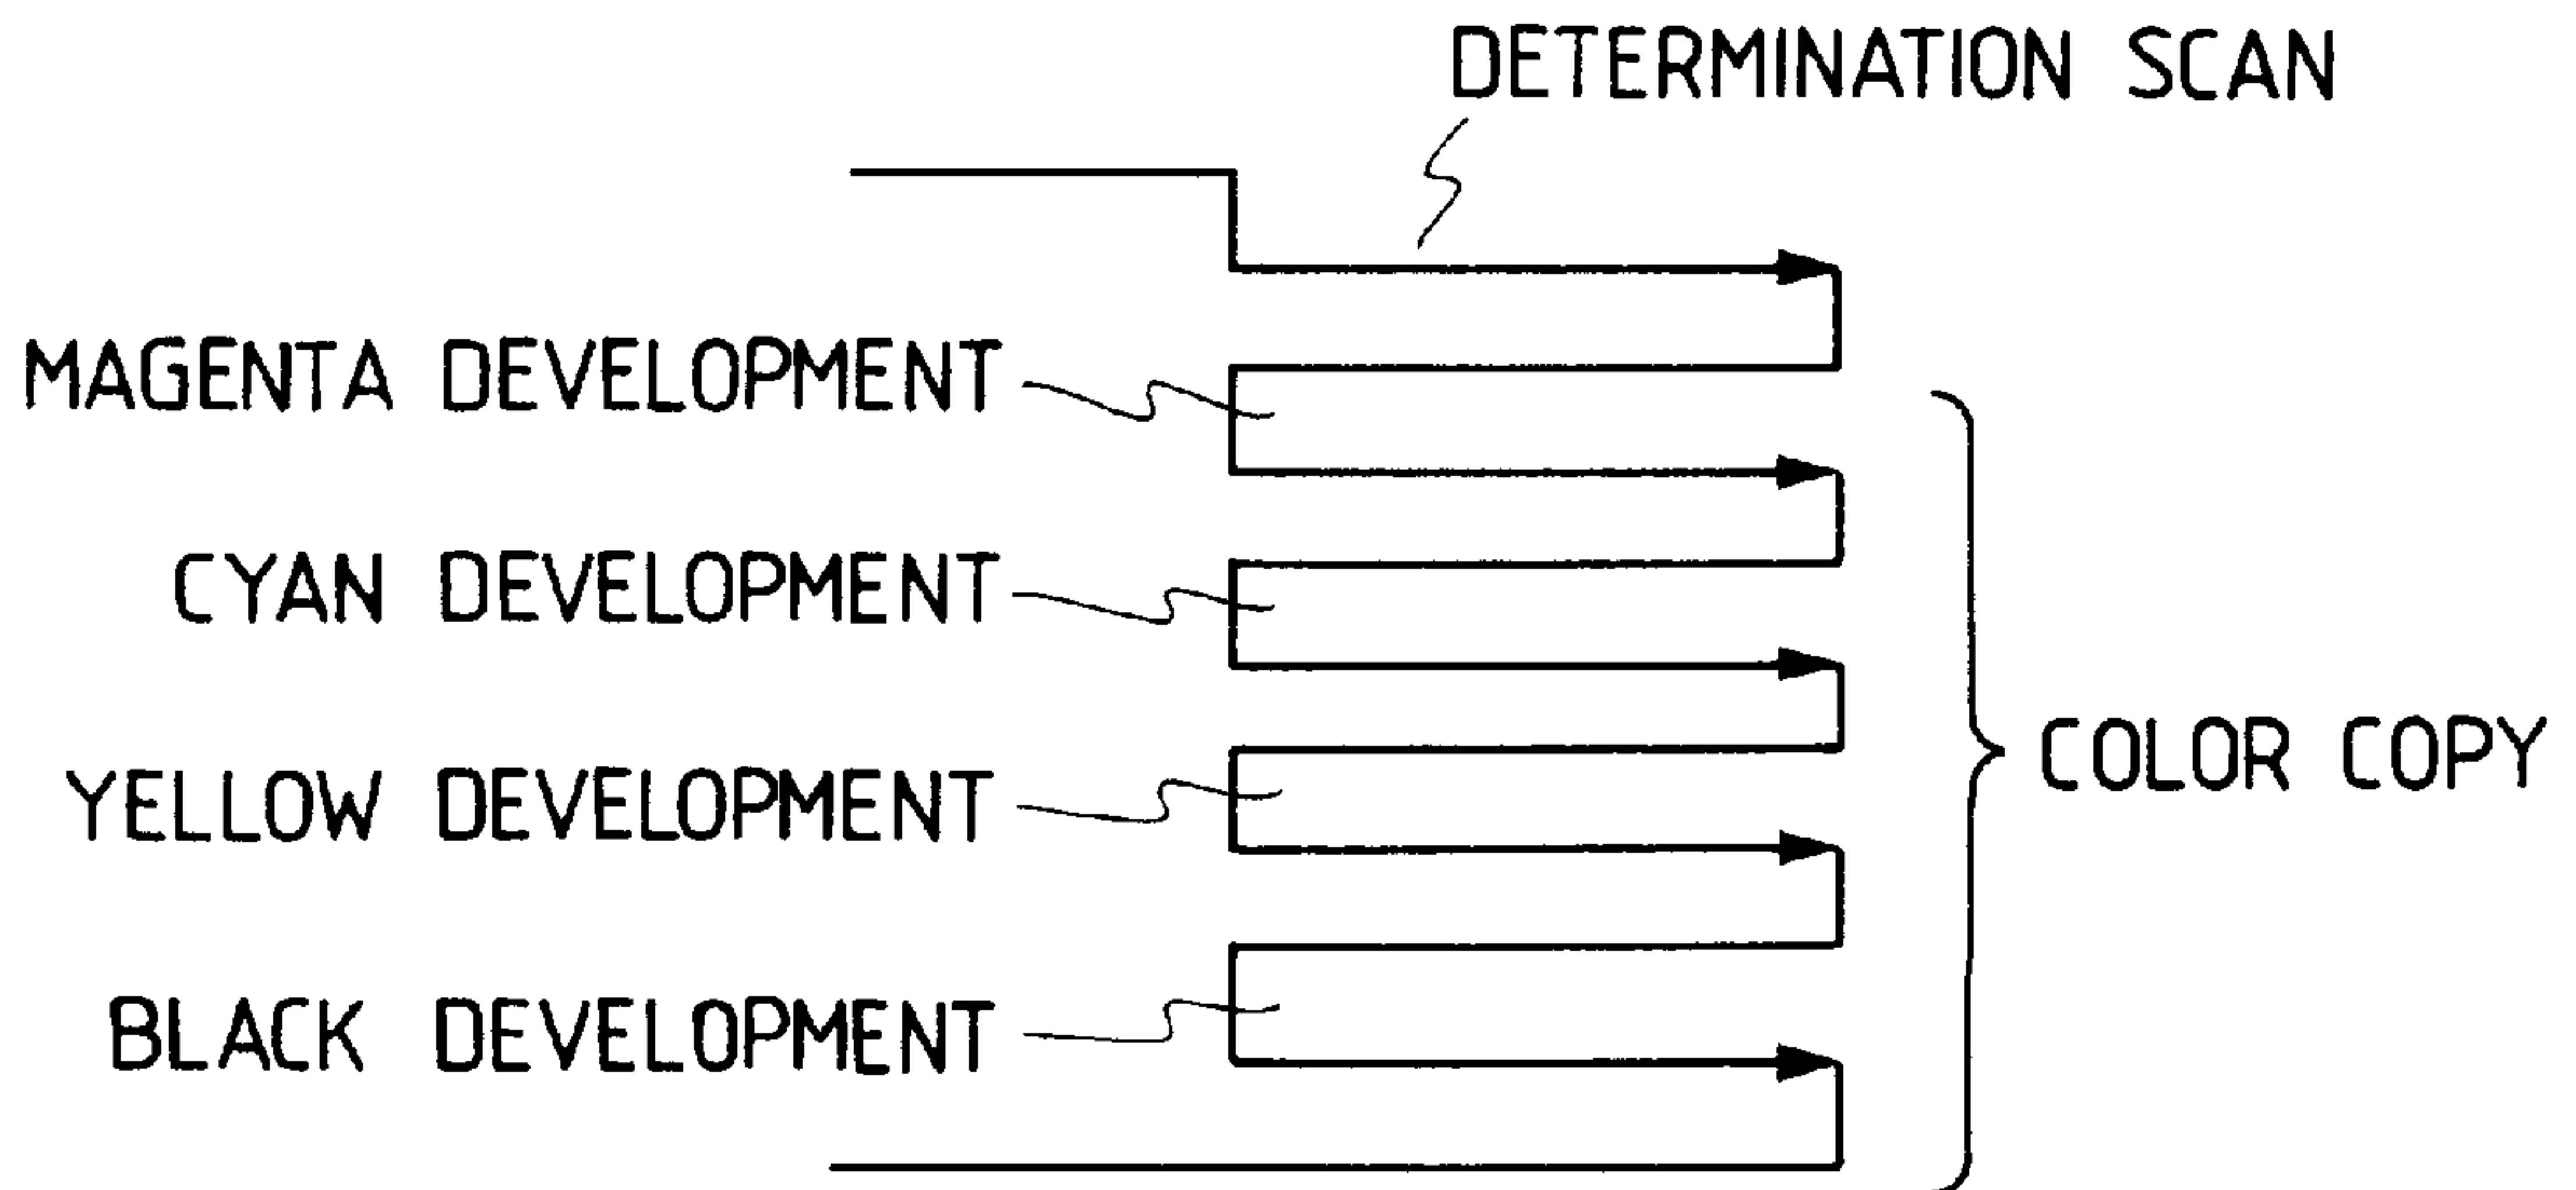 DETERMINATION SCAN
MAGENTA DEVELOPMENT
CYAN DEVELOPMENT
YELLOW DEVELOPMENT
COLOR COPY
BLACK DEVELOPMENT